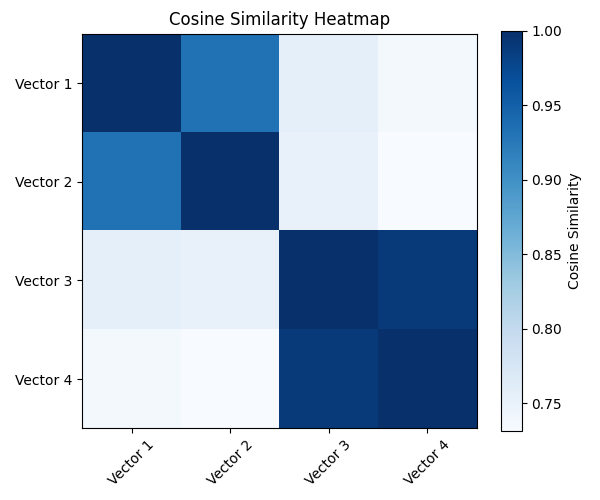 Cosine Similarity Heatmap
Vector 1
Vector 2
Vector 3
Vector 4
Vector 1
Vector 2
Vector 3
Vector 4
1.00
0.95
0.90
0.85
0.80
0.75
Cosine Similarity